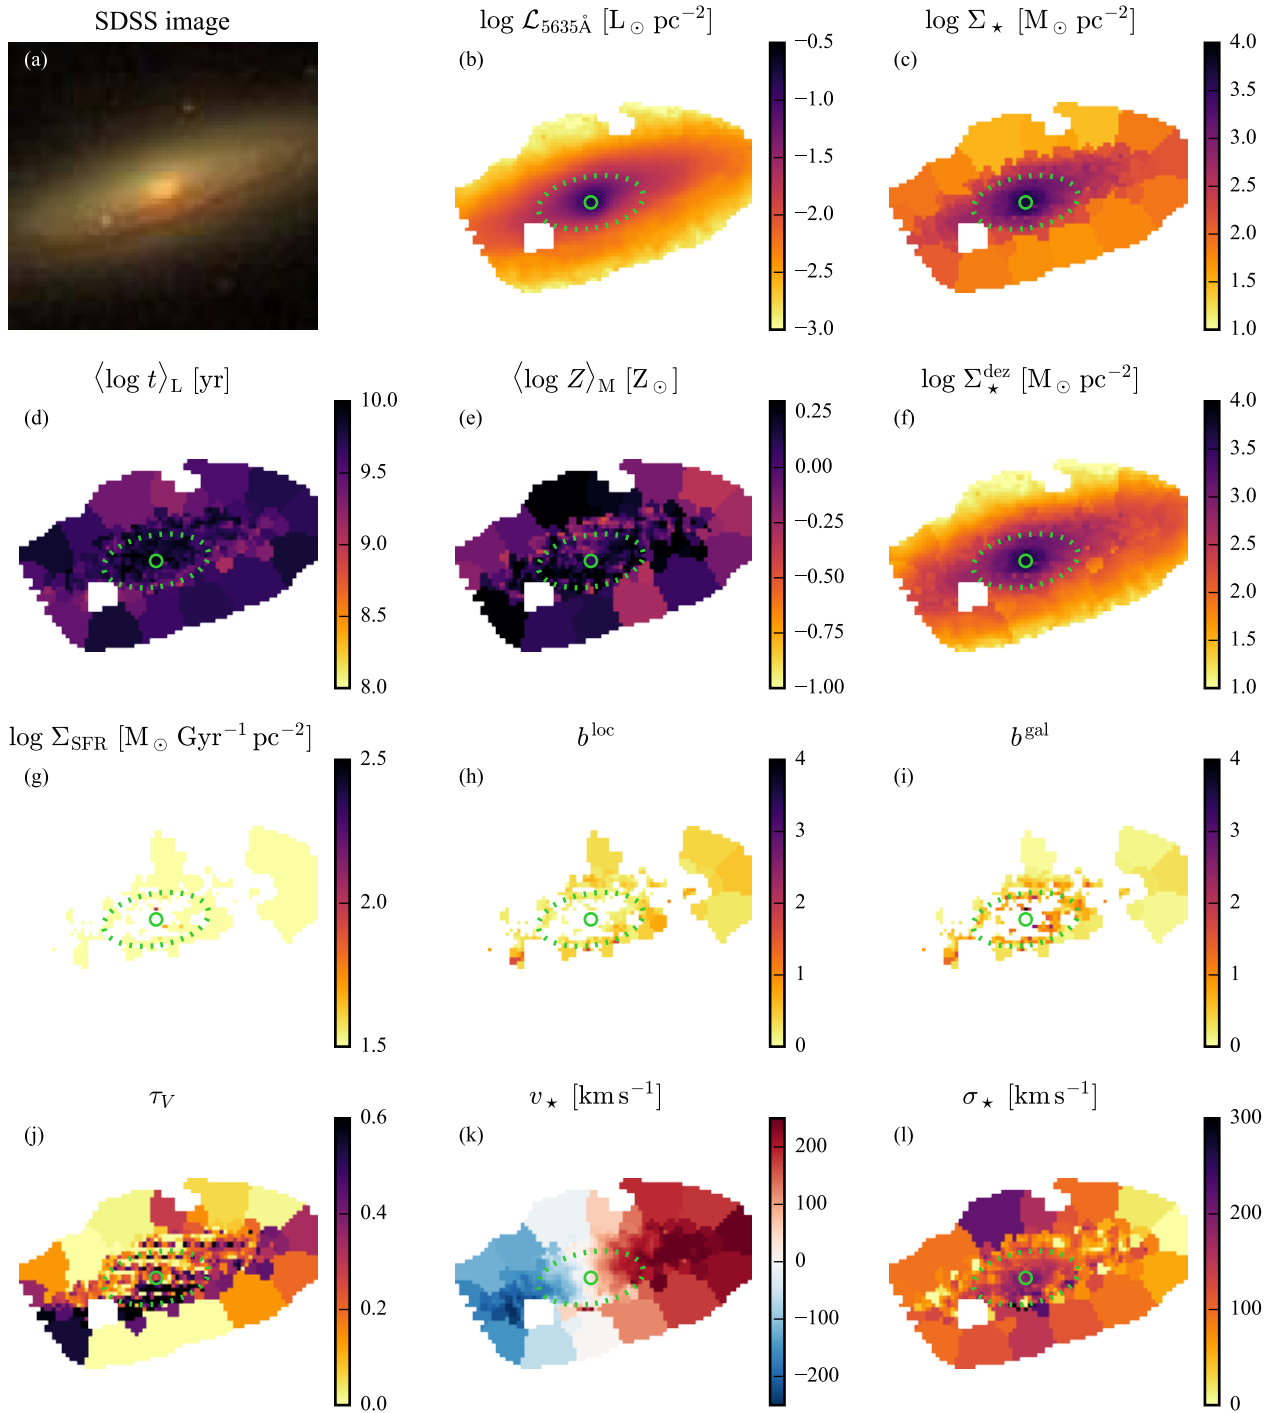 SDSS image
(a)
log ℒ₅₆₃₅Å [L⊙ pc⁻²]
(b)
−0.5
−1.0
−1.5
−2.0
−2.5
−3.0
log Σ⋆ [M⊙ pc⁻²]
(c)
4.0
3.5
3.0
2.5
2.0
1.5
1.0
⟨log t⟩L [yr]
(d)
10.0
9.5
9.0
8.5
8.0
⟨log Z⟩M [Z⊙]
(e)
0.25
0.00
−0.25
−0.50
−0.75
−1.00
log Σ⋆^dez [M⊙ pc⁻²]
(f)
4.0
3.5
3.0
2.5
2.0
1.5
1.0
log Σ_SFR [M⊙ Gyr⁻¹ pc⁻²]
(g)
2.5
2.0
1.5
b^loc
(h)
4
3
2
1
0
b^gal
(i)
4
3
2
1
0
τ_V
(j)
0.6
0.4
0.2
0.0
v⋆ [km s⁻¹]
(k)
200
100
0
−100
−200
σ⋆ [km s⁻¹]
(l)
300
200
100
0